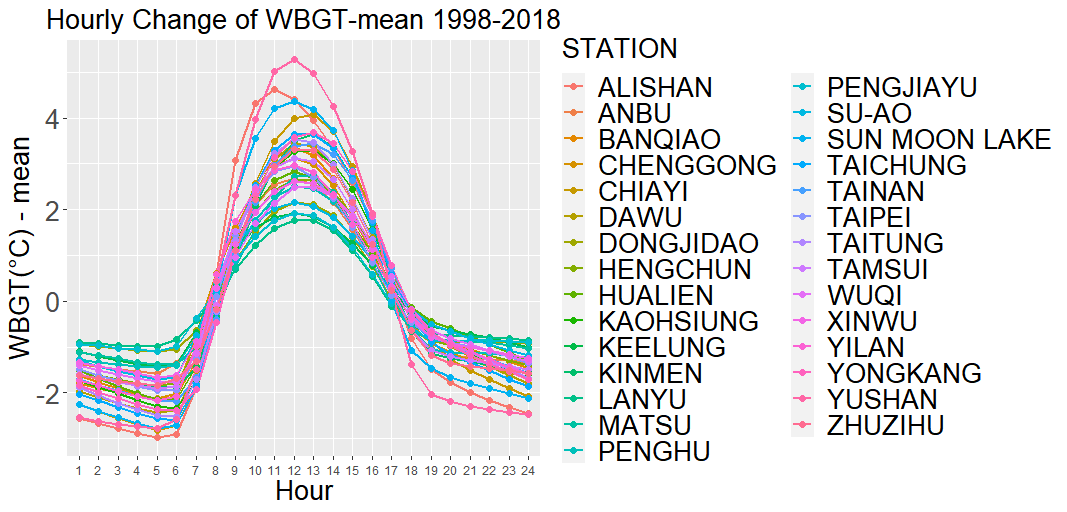 Hourly Change of WBGT-mean 1998-2018
WBGT(°C) - mean
4
2
0
-2
1 2 3 4 5 6 7 8 9 10 11 12 13 14 15 16 17 18 19 20 21 22 23 24
Hour
STATION
ALISHAN
ANBU
BANQIAO
CHENGGONG
CHIAYI
DAWU
DONGJIDAO
HENGCHUN
HUALIEN
KAOHSIUNG
KEELUNG
KINMEN
LANYU
MATSU
PENGHU
PENGJIAYU
SU-AO
SUN MOON LAKE
TAICHUNG
TAINAN
TAIPEI
TAITUNG
TAMSUI
WUQI
XINWU
YILAN
YONGKANG
YUSHAN
ZHUZIHU